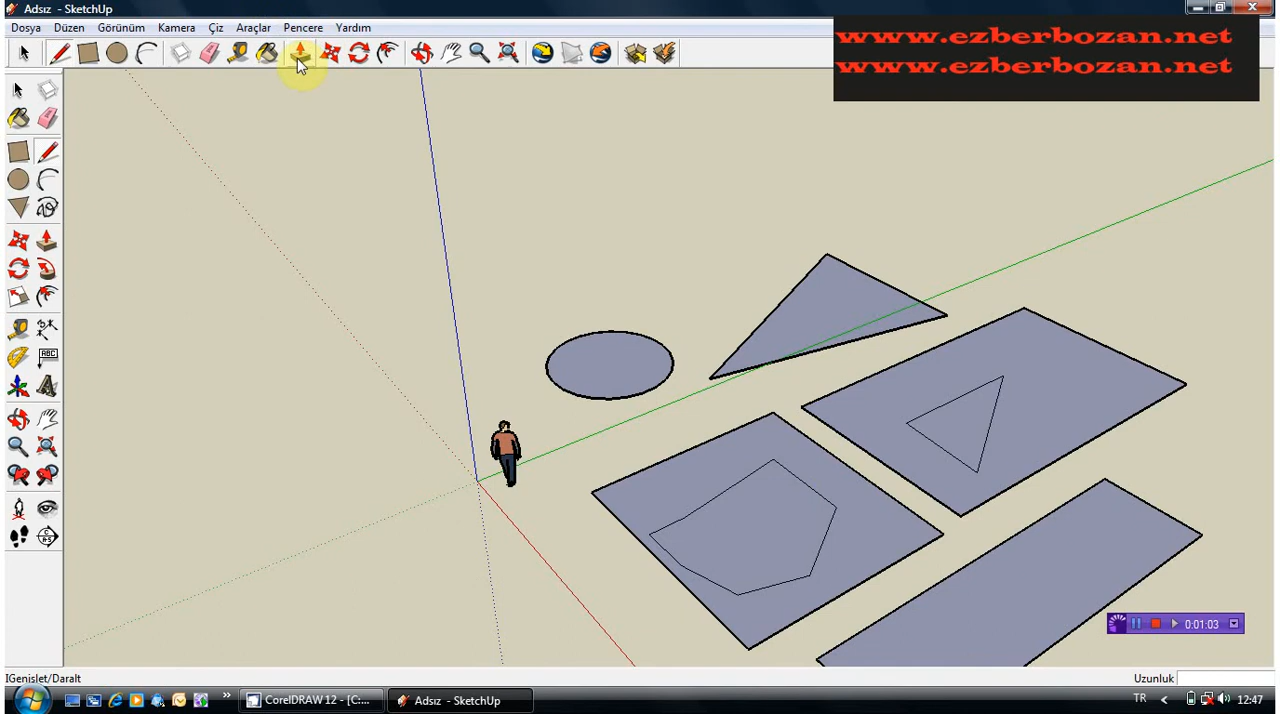 Adsız - SketchUp
Dosya Düzen Görünüm Kamera Çiz Araçlar Pencere Yardım
www.ezberbozan.net
www.ezberbozan.net
ABC
0:01:03
IGenislet/Daralt
Uzunluk
CorelDRAW 12 - [C:...
Adsız - SketchUp
TR
12:47